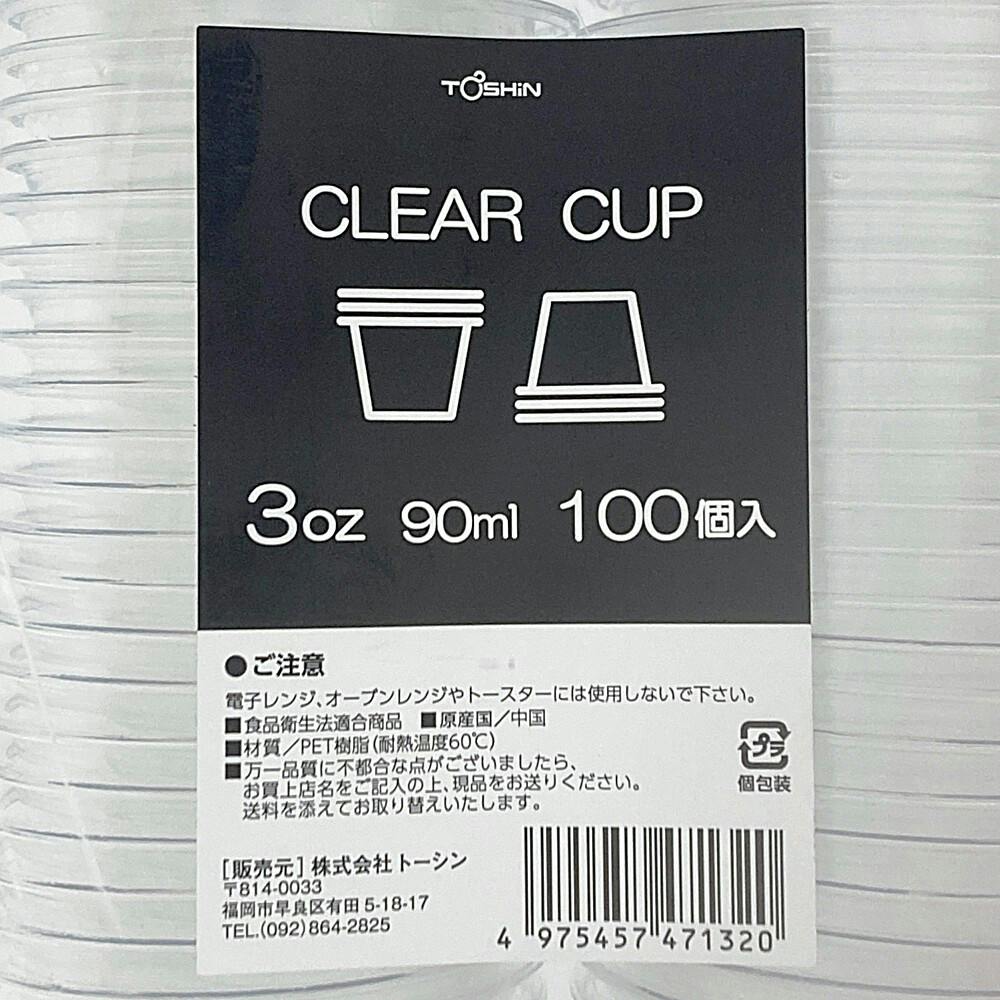 TOSHiN
CLEAR CUP
3oz 90ml 100個入
●ご注意
電子レンジ、オーブンレンジやトースターには使用しないで下さい。
■食品衛生法適合商品 ■原産国/中国
■材質/PET樹脂(耐熱温度60℃)
■万一品質に不都合な点がございましたら、
お買上店名をご記入の上、現品をお送りください。
送料を添えてお取り替えいたします。
プラ
個包装
[販売元] 株式会社トーシン
〒814-0033
福岡市早良区有田 5-18-17
TEL.(092)864-2825
4 975457 471320